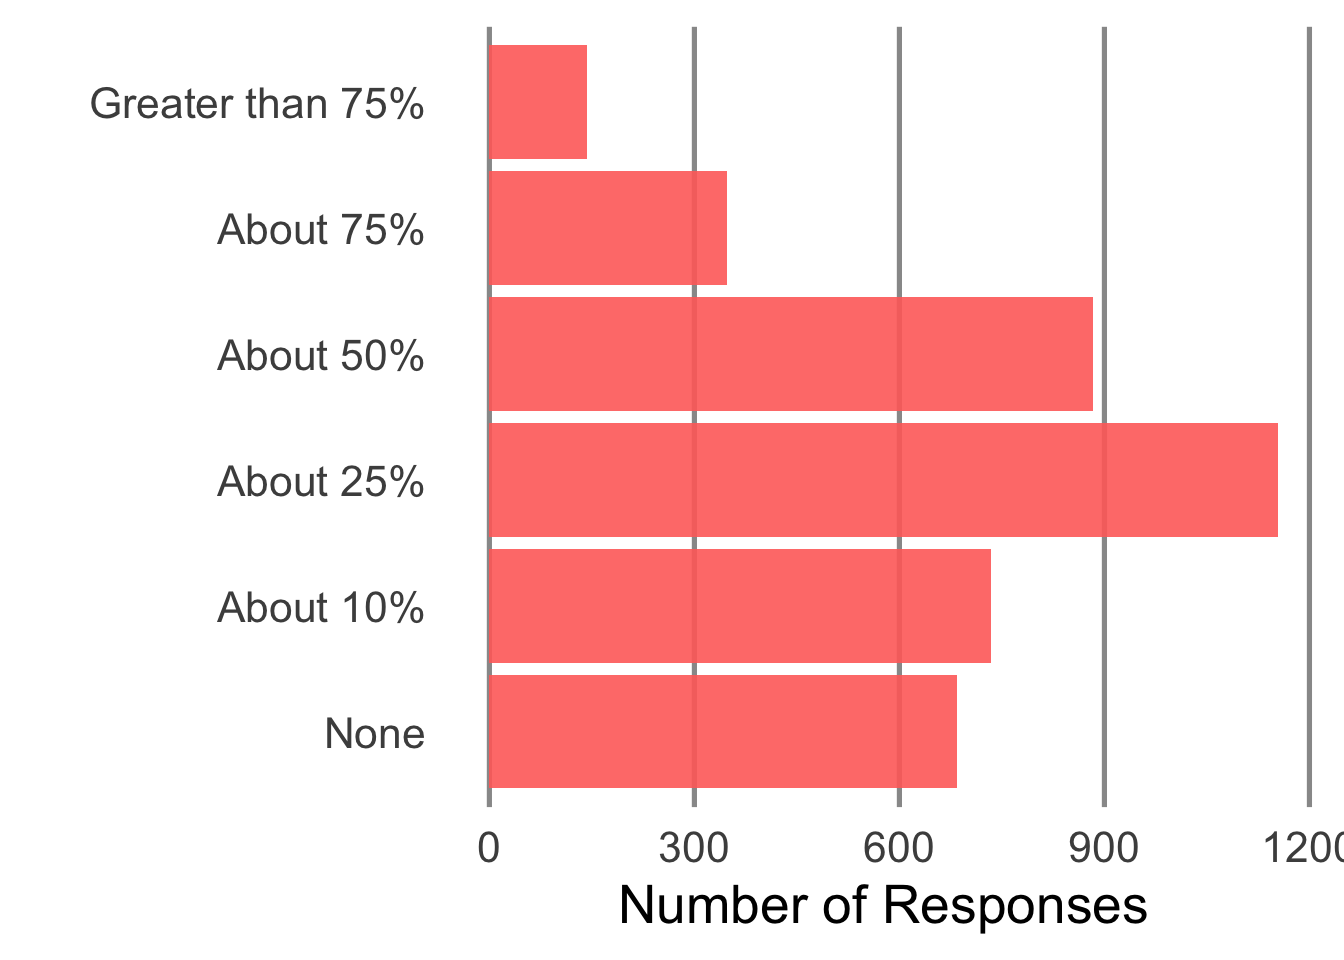 Greater than 75%
About 75%
About 50%
About 25%
About 10%
None
0 300 600 900 1200
Number of Responses